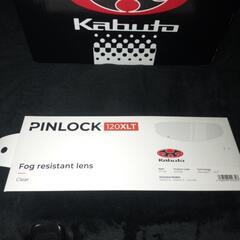 Kabuto
PINLOCK 120XLT
Kabuto
Fog resistant lens
Clear